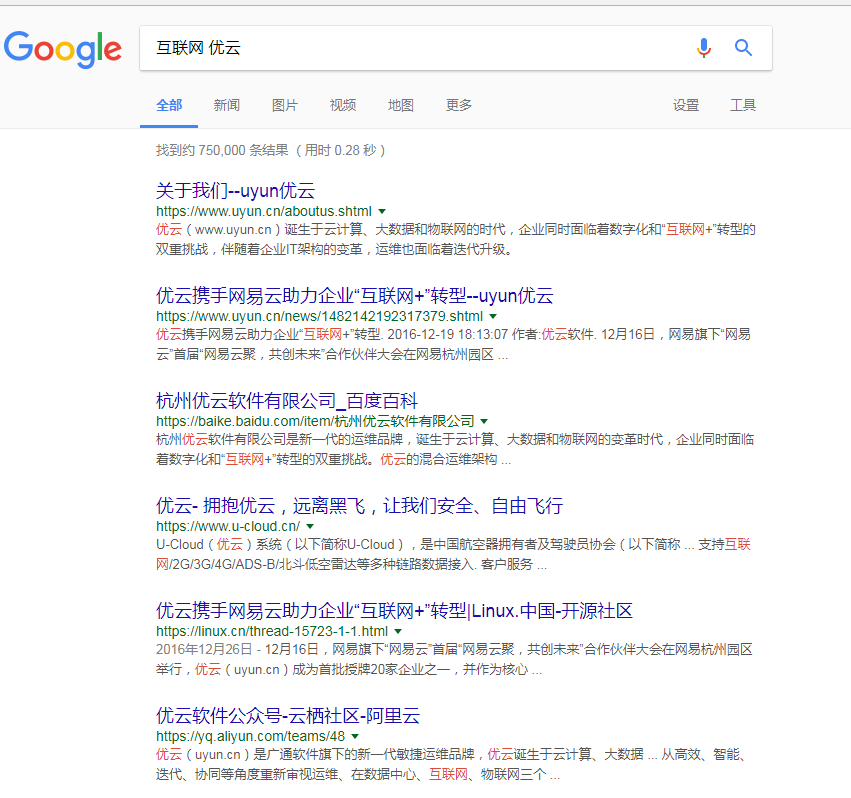 Google
互联网 优云
全部 新闻 图片 视频 地图 更多 设置 工具
找到约 750,000 条结果 （用时 0.28 秒）
关于我们--uyun优云
https://www.uyun.cn/aboutus.shtml
优云（www.uyun.cn）诞生于云计算、大数据和物联网的时代，企业同时面临着数字化和“互联网+”转型的
双重挑战，伴随着企业IT架构的变革，运维也面临着迭代升级。
优云携手网易云助力企业“互联网+”转型--uyun优云
https://www.uyun.cn/news/1482142192317379.shtml
优云携手网易云助力企业“互联网+”转型. 2016-12-19 18:13:07 作者:优云软件. 12月16日，网易旗下“网易
云”首届“网易云聚，共创未来”合作伙伴大会在网易杭州园区 ...
杭州优云软件有限公司_百度百科
https://baike.baidu.com/item/杭州优云软件有限公司
杭州优云软件有限公司是新一代的运维品牌，诞生于云计算、大数据和物联网的变革时代，企业同时面临
着数字化和“互联网+”转型的双重挑战。优云的混合运维架构 ...
优云- 拥抱优云，远离黑飞，让我们安全、自由飞行
https://www.u-cloud.cn/
U-Cloud（优云）系统（以下简称U-Cloud），是中国航空器拥有者及驾驶员协会（以下简称 ... 支持互联
网/2G/3G/4G/ADS-B/北斗低空雷达等多种链路数据接入. 客户服务 ...
优云携手网易云助力企业“互联网+”转型|Linux.中国-开源社区
https://linux.cn/thread-15723-1-1.html
2016年12月26日 - 12月16日，网易旗下“网易云”首届“网易云聚，共创未来”合作伙伴大会在网易杭州园区
举行，优云（uyun.cn）成为首批授牌20家企业之一，并作为核心 ...
优云软件公众号-云栖社区-阿里云
https://yq.aliyun.com/teams/48
优云（uyun.cn）是广通软件旗下的新一代敏捷运维品牌，优云诞生于云计算、大数据 ... 从高效、智能、
迭代、协同等角度重新审视运维、在数据中心、互联网、物联网三个 ...